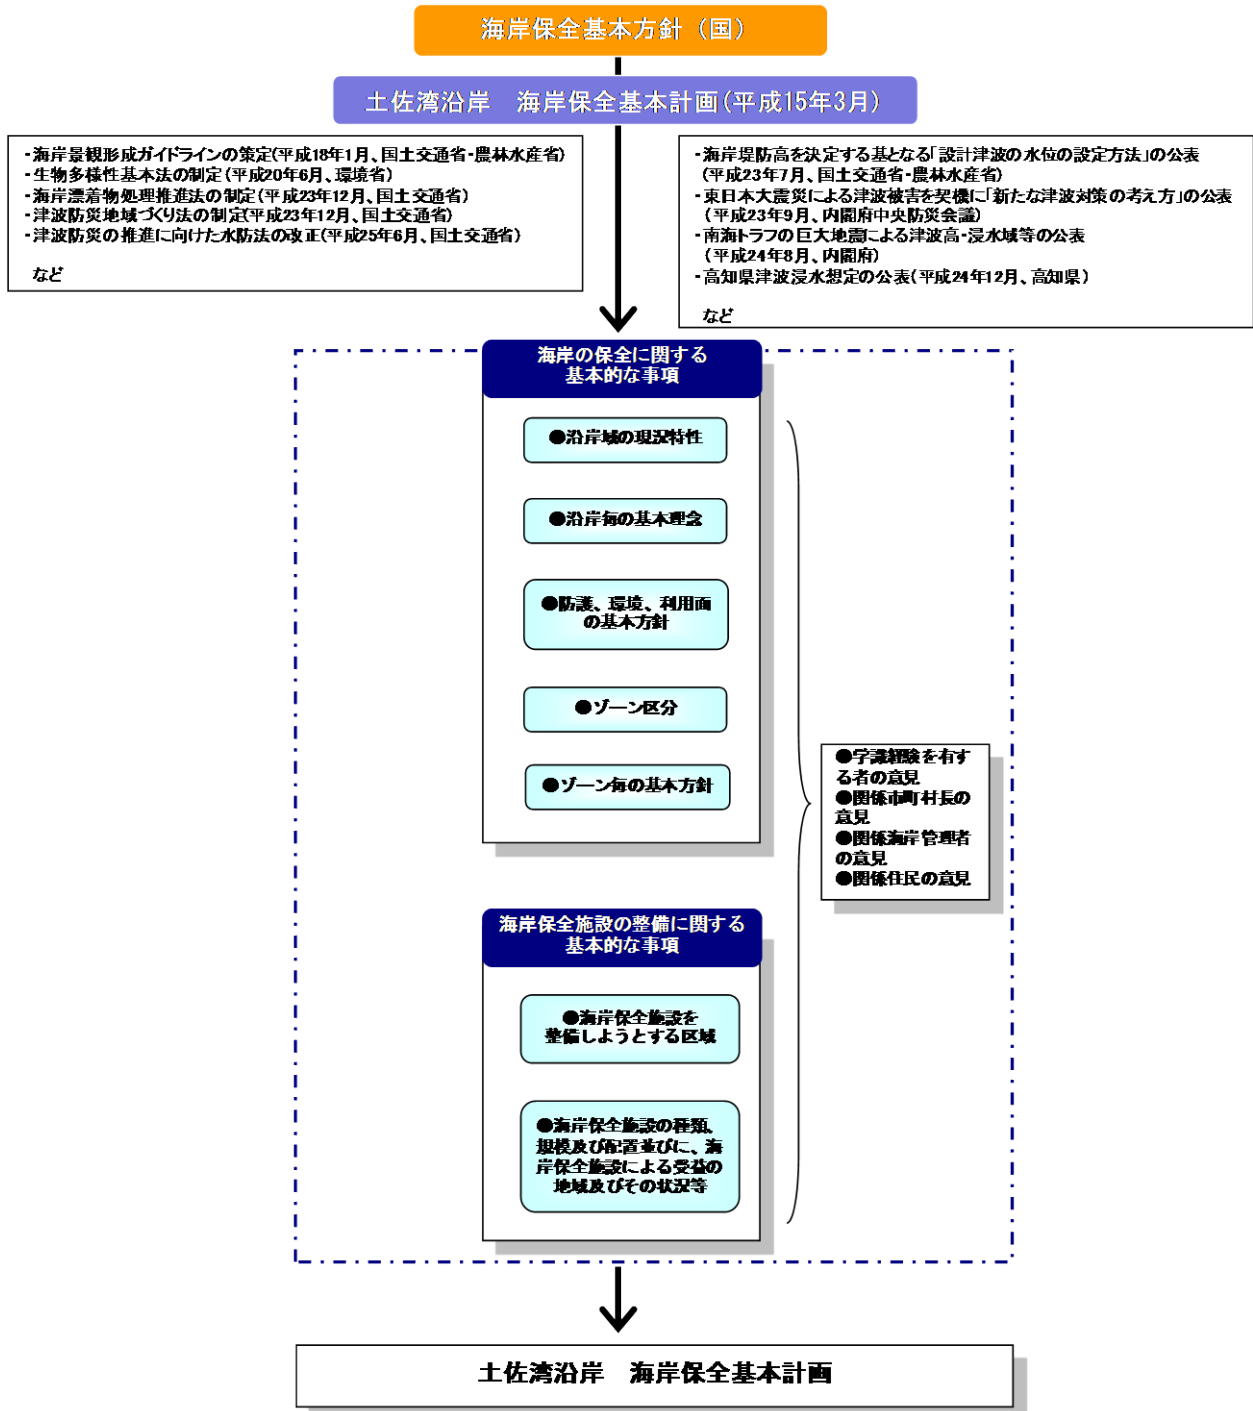 海岸保全基本方針（国）
土佐湾沿岸　海岸保全基本計画(平成15年3月)
・海岸景観形成ガイドラインの策定(平成18年1月、国土交通省・農林水産省)
・生物多様性基本法の制定(平成20年6月、環境省)
・海岸漂着物処理推進法の制定(平成23年12月、国土交通省)
・津波防災地域づくり法の制定(平成23年12月、国土交通省)
・津波防災の推進に向けた水防法の改正(平成25年6月、国土交通省)
など
・海岸堤防高を決定する基となる「設計津波の水位の設定方法」の公表
(平成23年7月、国土交通省・農林水産省)
・東日本大震災による津波被害を契機に「新たな津波対策の考え方」の公表
(平成23年9月、内閣府中央防災会議)
・南海トラフの巨大地震による津波高・浸水域等の公表
(平成24年8月、内閣府)
・高知県津波浸水想定の公表(平成24年12月、高知県)
など
海岸の保全に関する
基本的な事項
●沿岸域の現況特性
●沿岸毎の基本理念
●防護、環境、利用面
の基本方針
●ゾーン区分
●ゾーン毎の基本方針
●学識経験を有す
る者の意見
●関係市町村長の
意見
●関係海岸管理者
の意見
●関係住民の意見
海岸保全施設の整備に関する
基本的な事項
●海岸保全施設を
整備しようとする区域
●海岸保全施設の種類、
規模及び配置並びに、海
岸保全施設による受益の
地域及びその状況等
土佐湾沿岸　海岸保全基本計画